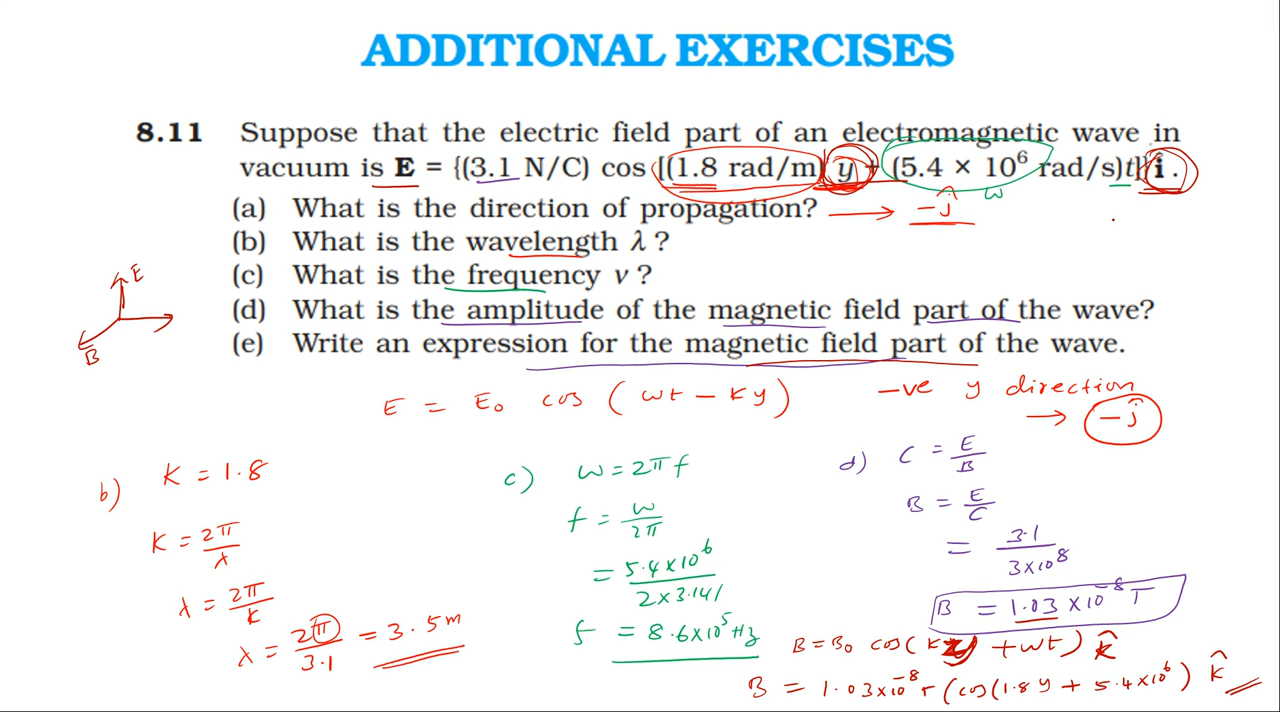 ADDITIONAL EXERCISES
8.11 Suppose that the electric field part of an electromagnetic wave in
vacuum is E = {(3.1 N/C) cos [(1.8 rad/m) y + (5.4 × 10⁶ rad/s)t]} î .
ω
(a) What is the direction of propagation? → -ĵ
(b) What is the wavelength λ ?
(c) What is the frequency ν ?
(d) What is the amplitude of the magnetic field part of the wave?
(e) Write an expression for the magnetic field part of the wave.
E
B
E = E₀ cos (ωt - ky)
-ve y direction
→ -ĵ
b) K = 1.8
K = 2π/λ
λ = 2π/K
λ = 2π/3.1 = 3.5m
c) ω = 2πf
f = ω/2π
= 5.4×10⁶/2×3.141
f = 8.6×10⁵Hz
d) C = E/B
B = E/C
= 3.1/3×10⁸
B = 1.03×10⁻⁸ T
B = B₀ cos(ky + ωt) k̂
B = 1.03×10⁻⁸ T (cos(1.8y + 5.4×10⁶) k̂